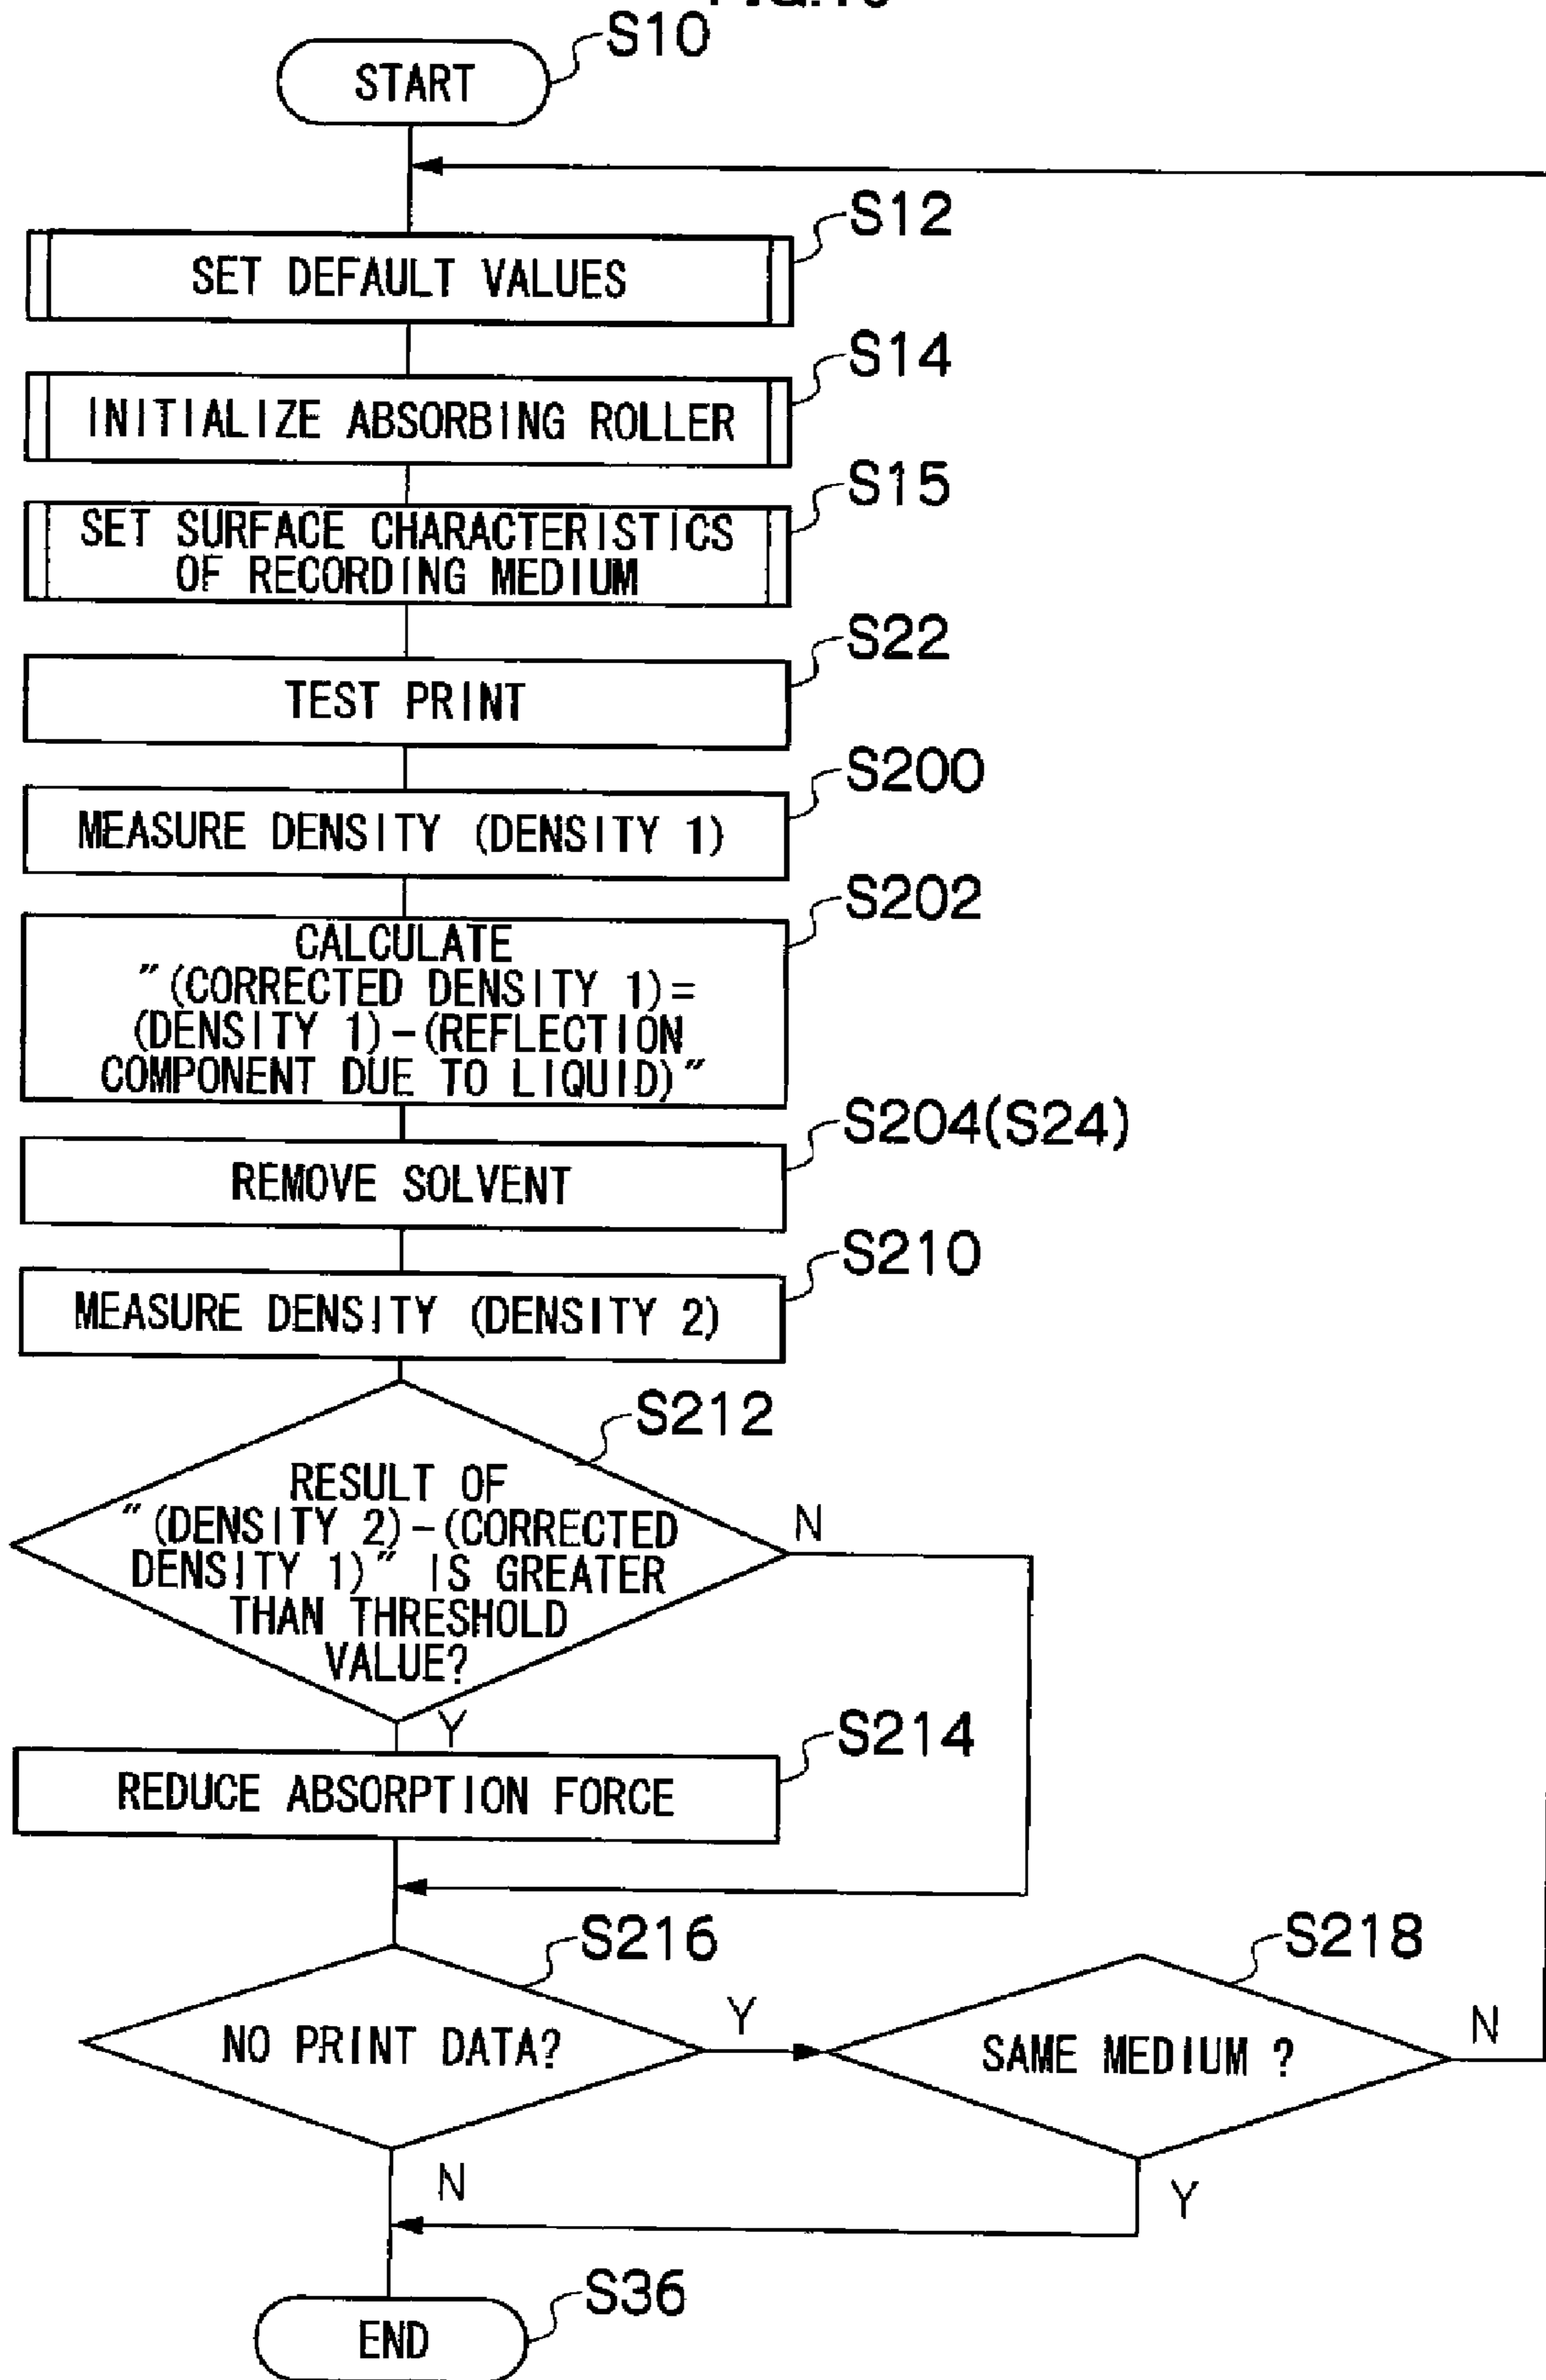 S10
START
S12
SET DEFAULT VALUES
S14
INITIALIZE ABSORBING ROLLER
S15
SET SURFACE CHARACTERISTICS
OF RECORDING MEDIUM
S22
TEST PRINT
S200
MEASURE DENSITY (DENSITY 1)
S202
CALCULATE
"(CORRECTED DENSITY 1)=
(DENSITY 1)-(REFLECTION
COMPONENT DUE TO LIQUID)"
S204(S24)
REMOVE SOLVENT
S210
MEASURE DENSITY (DENSITY 2)
S212
RESULT OF
"(DENSITY 2)-(CORRECTED
DENSITY 1)" IS GREATER
THAN THRESHOLD
VALUE?
N
Y
S214
REDUCE ABSORPTION FORCE
S216
NO PRINT DATA?
Y
N
S218
SAME MEDIUM ?
N
Y
S36
END